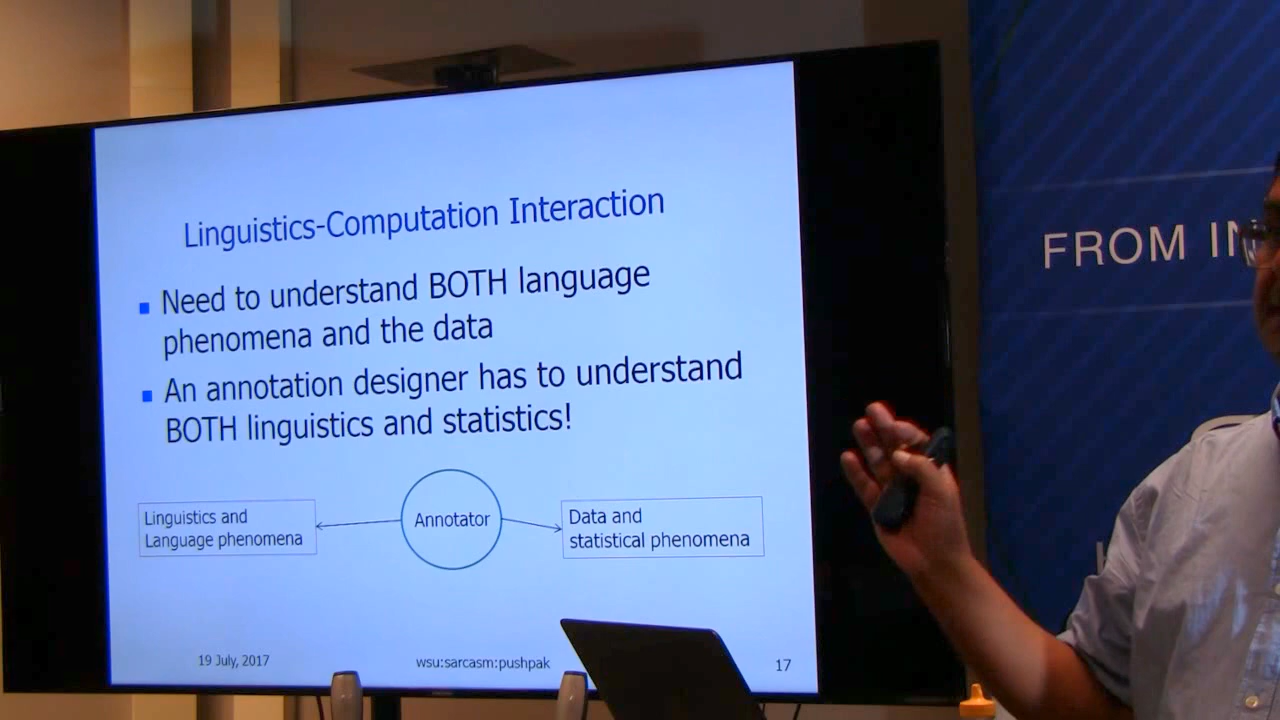 Linguistics-Computation Interaction
Need to understand BOTH language
phenomena and the data
An annotation designer has to understand
BOTH linguistics and statistics!
Linguistics and
Language phenomena
Annotator
Data and
statistical phenomena
19 July, 2017
wsu:sarcasm:pushpak
17
FROM